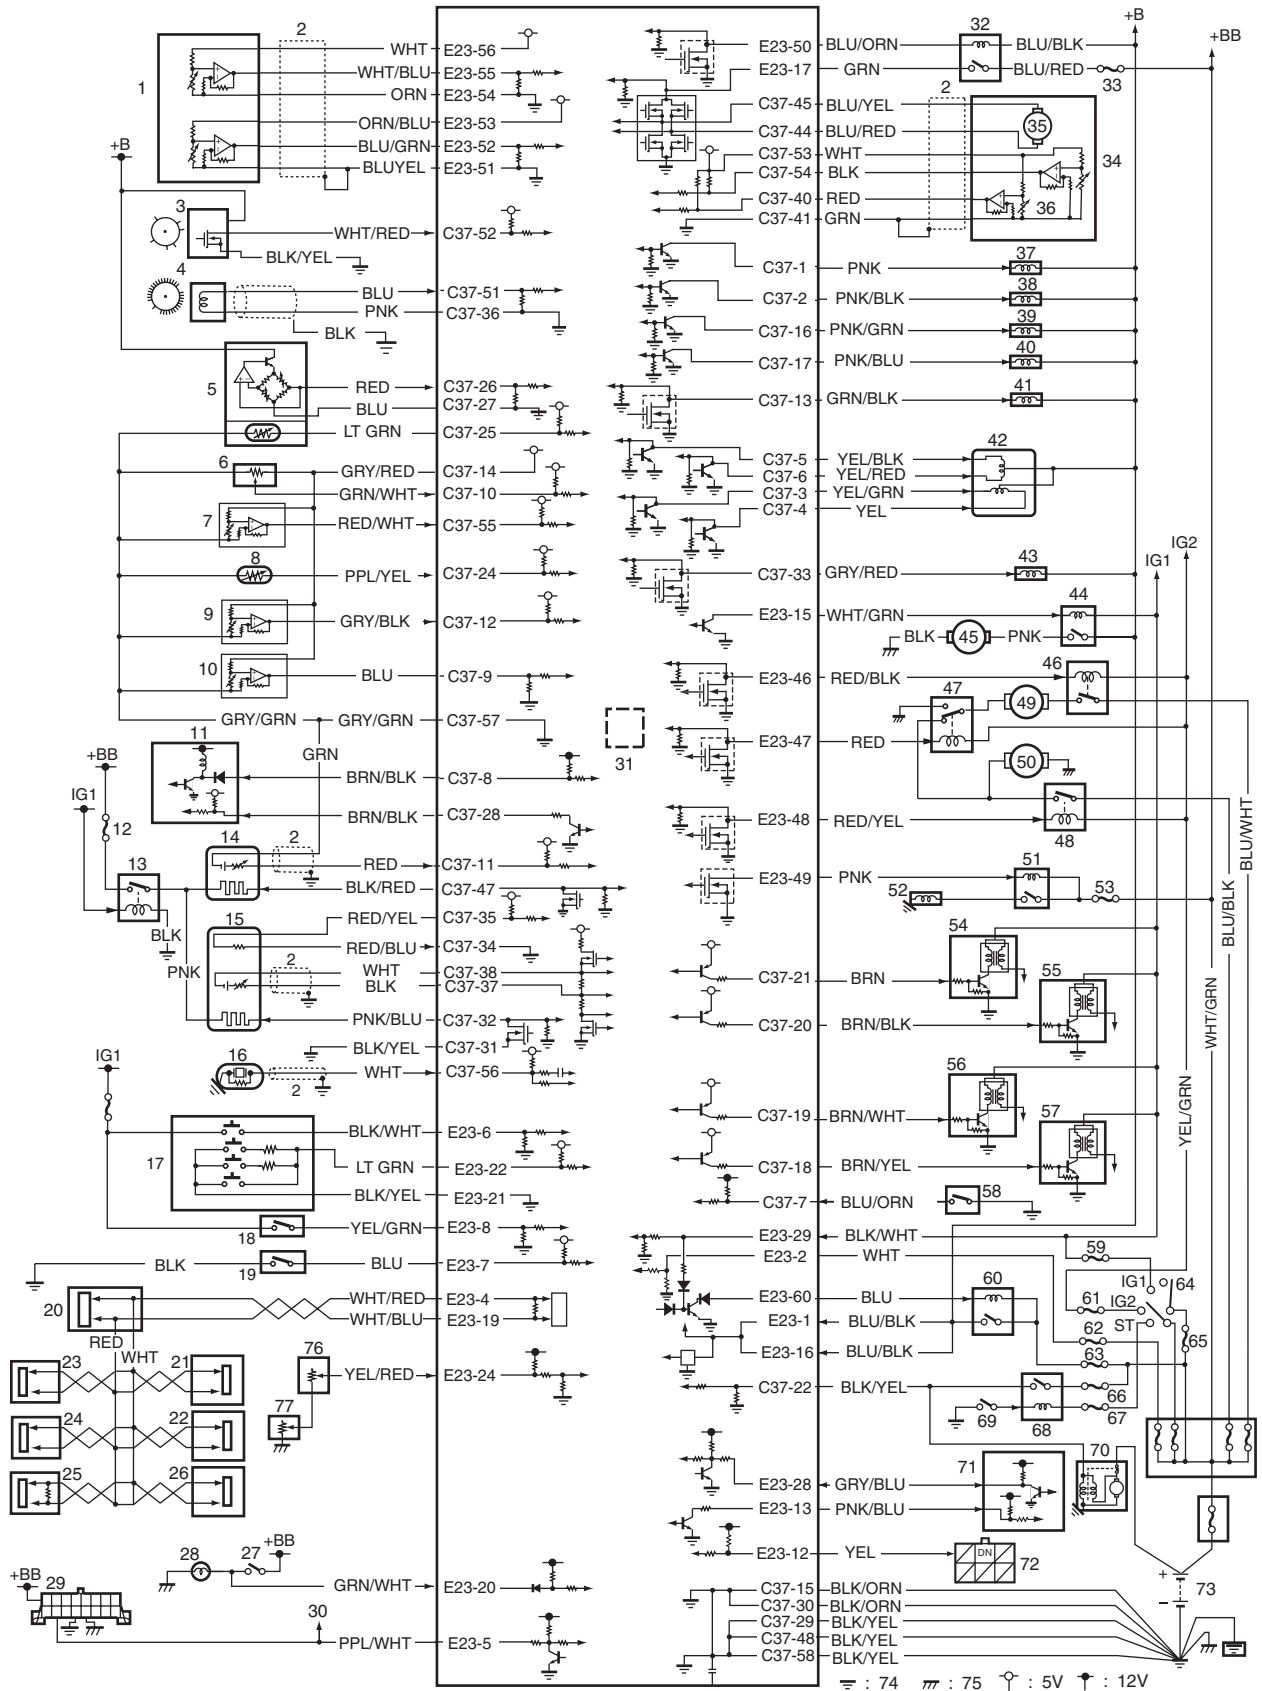 1
2
WHT
E23-56
WHT/BLU
E23-55
ORN
E23-54
ORN/BLU
E23-53
BLU/GRN
E23-52
BLUYEL
E23-51
+B
3
WHT/RED
C37-52
BLK/YEL
4
BLU
C37-51
PNK
C37-36
BLK
5
RED
C37-26
BLU
C37-27
LT GRN
C37-25
6
GRY/RED
C37-14
GRN/WHT
C37-10
7
RED/WHT
C37-55
8
PPL/YEL
C37-24
9
GRY/BLK
C37-12
10
BLU
C37-9
GRY/GRN
GRY/GRN
C37-57
GRN
11
+BB
BRN/BLK
C37-8
IG1
12
BRN/BLK
C37-28
13
14
2
RED
C37-11
BLK/RED
C37-47
BLK
15
RED/YEL
C37-35
RED/BLU
C37-34
PNK
2
WHT
C37-38
BLK
C37-37
PNK/BLU
C37-32
BLK/YEL
C37-31
IG1
16
2
WHT
C37-56
17
BLK/WHT
E23-6
LT GRN
E23-22
BLK/YEL
E23-21
18
YEL/GRN
E23-8
BLK
19
BLU
E23-7
20
WHT/RED
E23-4
WHT/BLU
E23-19
RED
WHT
23
21
76
YEL/RED
E23-24
24
22
77
25
26
28
27
+BB
GRN/WHT
E23-20
+BB
29
30
PPL/WHT
E23-5
31
E23-50
BLU/ORN
32
BLU/BLK
+B
+BB
E23-17
GRN
BLU/RED
33
C37-45
BLU/YEL
2
35
34
C37-44
BLU/RED
C37-53
WHT
C37-54
BLK
C37-40
RED
36
C37-41
GRN
C37-1
PNK
37
C37-2
PNK/BLK
38
C37-16
PNK/GRN
39
C37-17
PNK/BLU
40
C37-13
GRN/BLK
41
C37-5
YEL/BLK
42
C37-6
YEL/RED
C37-3
YEL/GRN
C37-4
YEL
IG1
IG2
C37-33
GRY/RED
43
E23-15
WHT/GRN
44
BLK
45
PNK
E23-46
RED/BLK
46
47
49
E23-47
RED
50
E23-48
RED/YEL
48
BLU/WHT
E23-49
PNK
51
52
53
BLU/BLK
54
C37-21
BRN
55
C37-20
BRN/BLK
WHT/GRN
56
C37-19
BRN/WHT
57
C37-18
BRN/YEL
YEL/GRN
C37-7
BLU/ORN
58
E23-29
BLK/WHT
E23-2
WHT
59
E23-60
BLU
60
IG1
64
61
IG2
E23-1
BLU/BLK
ST
62
65
E23-16
BLU/BLK
63
C37-22
BLK/YEL
66
69
68
67
70
71
E23-28
GRY/BLU
E23-13
PNK/BLU
E23-12
YEL
DN
72
C37-15
BLK/ORN
+
73
C37-30
BLK/ORN
−
C37-29
BLK/YEL
C37-48
BLK/YEL
C37-58
BLK/YEL
: 74
: 75
: 5V
: 12V